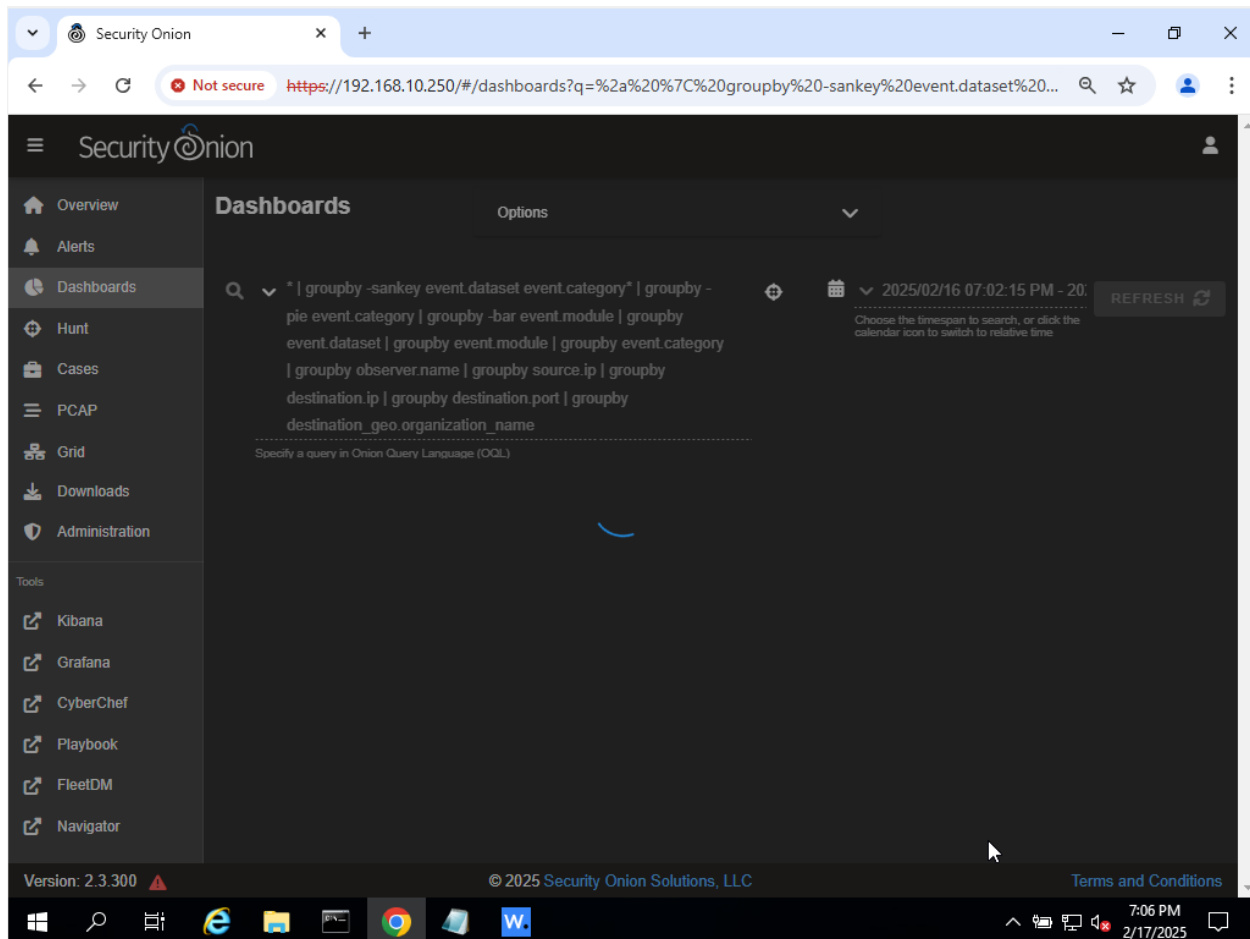 Security Onion
Not secure https://192.168.10.250/#/dashboards?q=%2a%20%7C%20groupby%20-sankey%20event.dataset%20...
Security Onion
Overview
Alerts
Dashboards
Hunt
Cases
PCAP
Grid
Downloads
Administration
Tools
Kibana
Grafana
CyberChef
Playbook
FleetDM
Navigator
Dashboards
Options
* | groupby -sankey event.dataset event.category* | groupby -
pie event.category | groupby -bar event.module | groupby
event.dataset | groupby event.module | groupby event.category
| groupby observer.name | groupby source.ip | groupby
destination.ip | groupby destination.port | groupby
destination_geo.organization_name
Specify a query in Onion Query Language (OQL)
2025/02/16 07:02:15 PM - 202
Choose the timespan to search, or click the
calendar icon to switch to relative time
REFRESH
Version: 2.3.300
© 2025 Security Onion Solutions, LLC
Terms and Conditions
W.
7:06 PM
2/17/2025